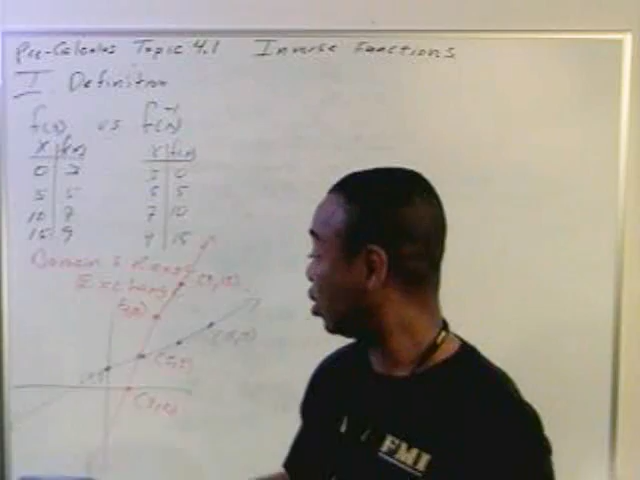 Pre-Calculus Topic 4.1 Inverse Functions
I Definition
f(x) vs f⁻¹(x)
x f(x) x f(x)
0 3 3 0
5 5 5 5
10 7 7 10
15 9 9 15
Domain & Range
Exchange
FMI